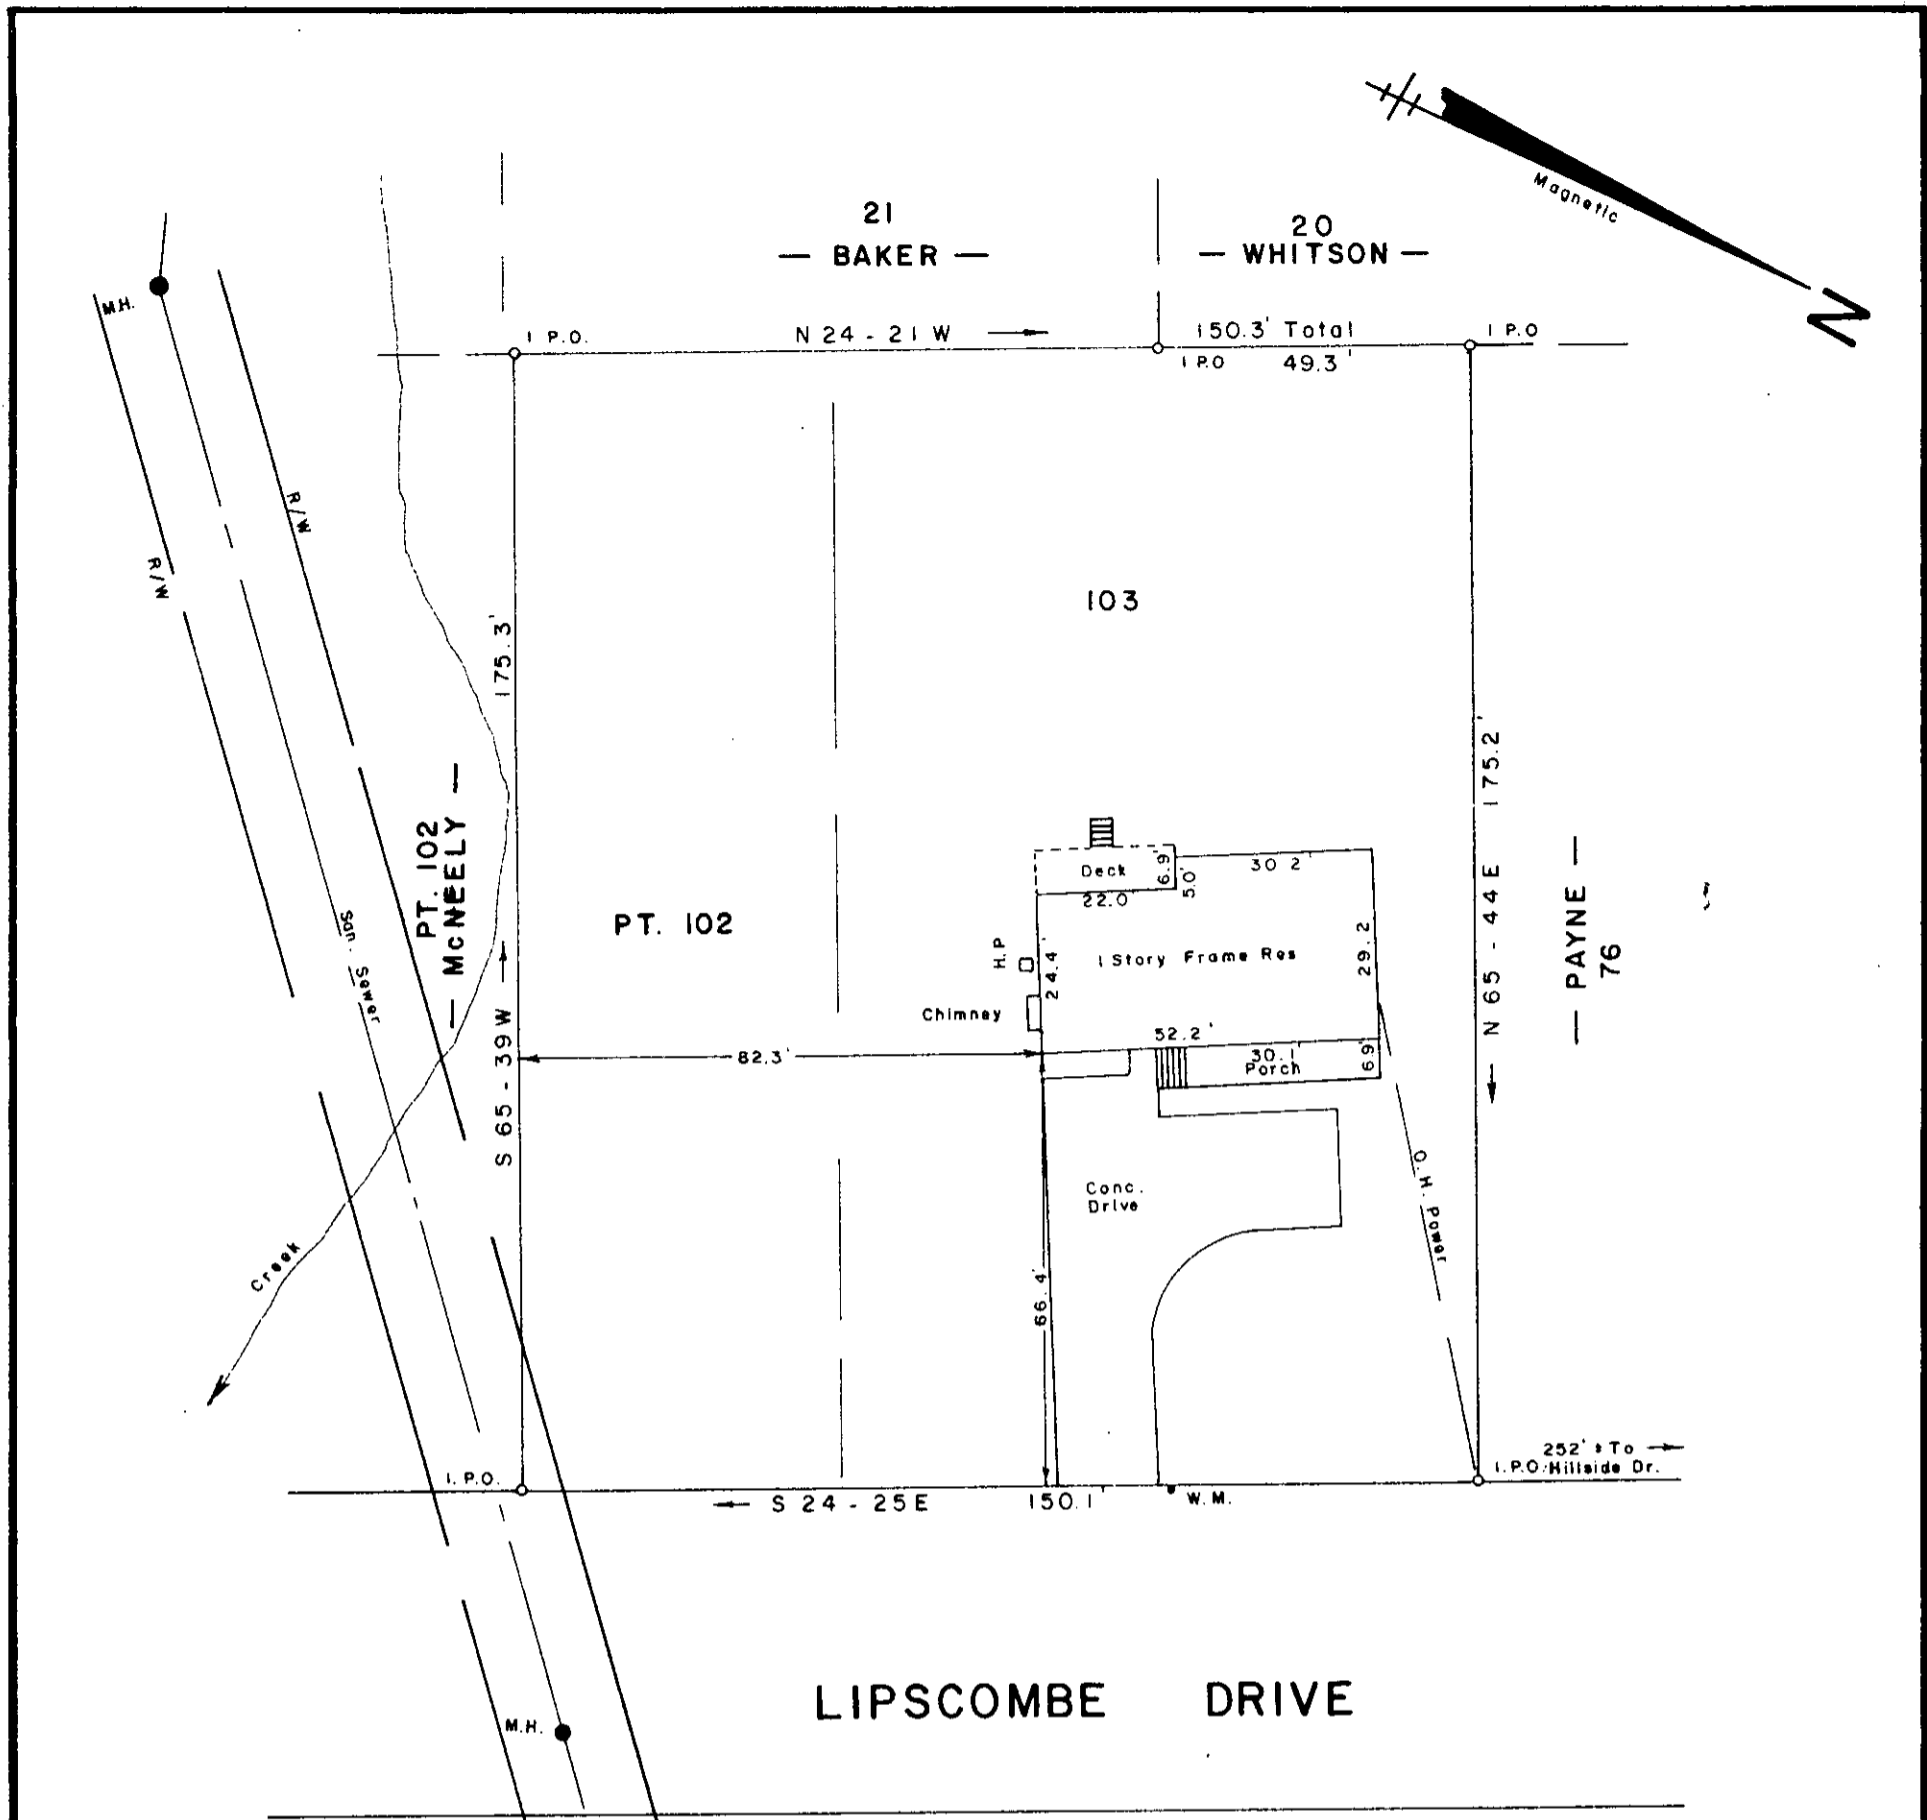 Magnetic
N
21
— BAKER —
20
— WHITSON —
M.H.
I P.O.
N 24 - 21 W
150.3' Total
I P.O
I P.O
49.3'
R/W
R/W
175.3'
103
175.2'
PT. 102
— McNEELY —
San. Sewer
PT. 102
Deck
6.9'
5.0'
30 2'
22.0'
H.P
24.4'
1 Story Frame Res
29.2
Chimney
52.2'
30.1'
Porch
6.9'
82.3'
S 65 - 39 W
N 65 - 44 E
— PAYNE —
76
Conc.
Drive
O.H. power
66.4'
Creek
252' ± To
I.P.O. Hillside Dr.
I. P.O.
S 24 - 25 E
150.1'
W.M.
LIPSCOMBE DRIVE
M.H.